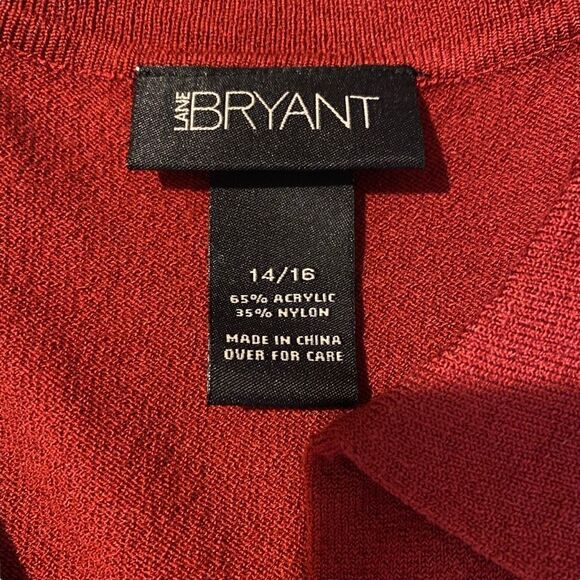 LANE BRYANT
14/16
65% ACRYLIC
35% NYLON
MADE IN CHINA
OVER FOR CARE